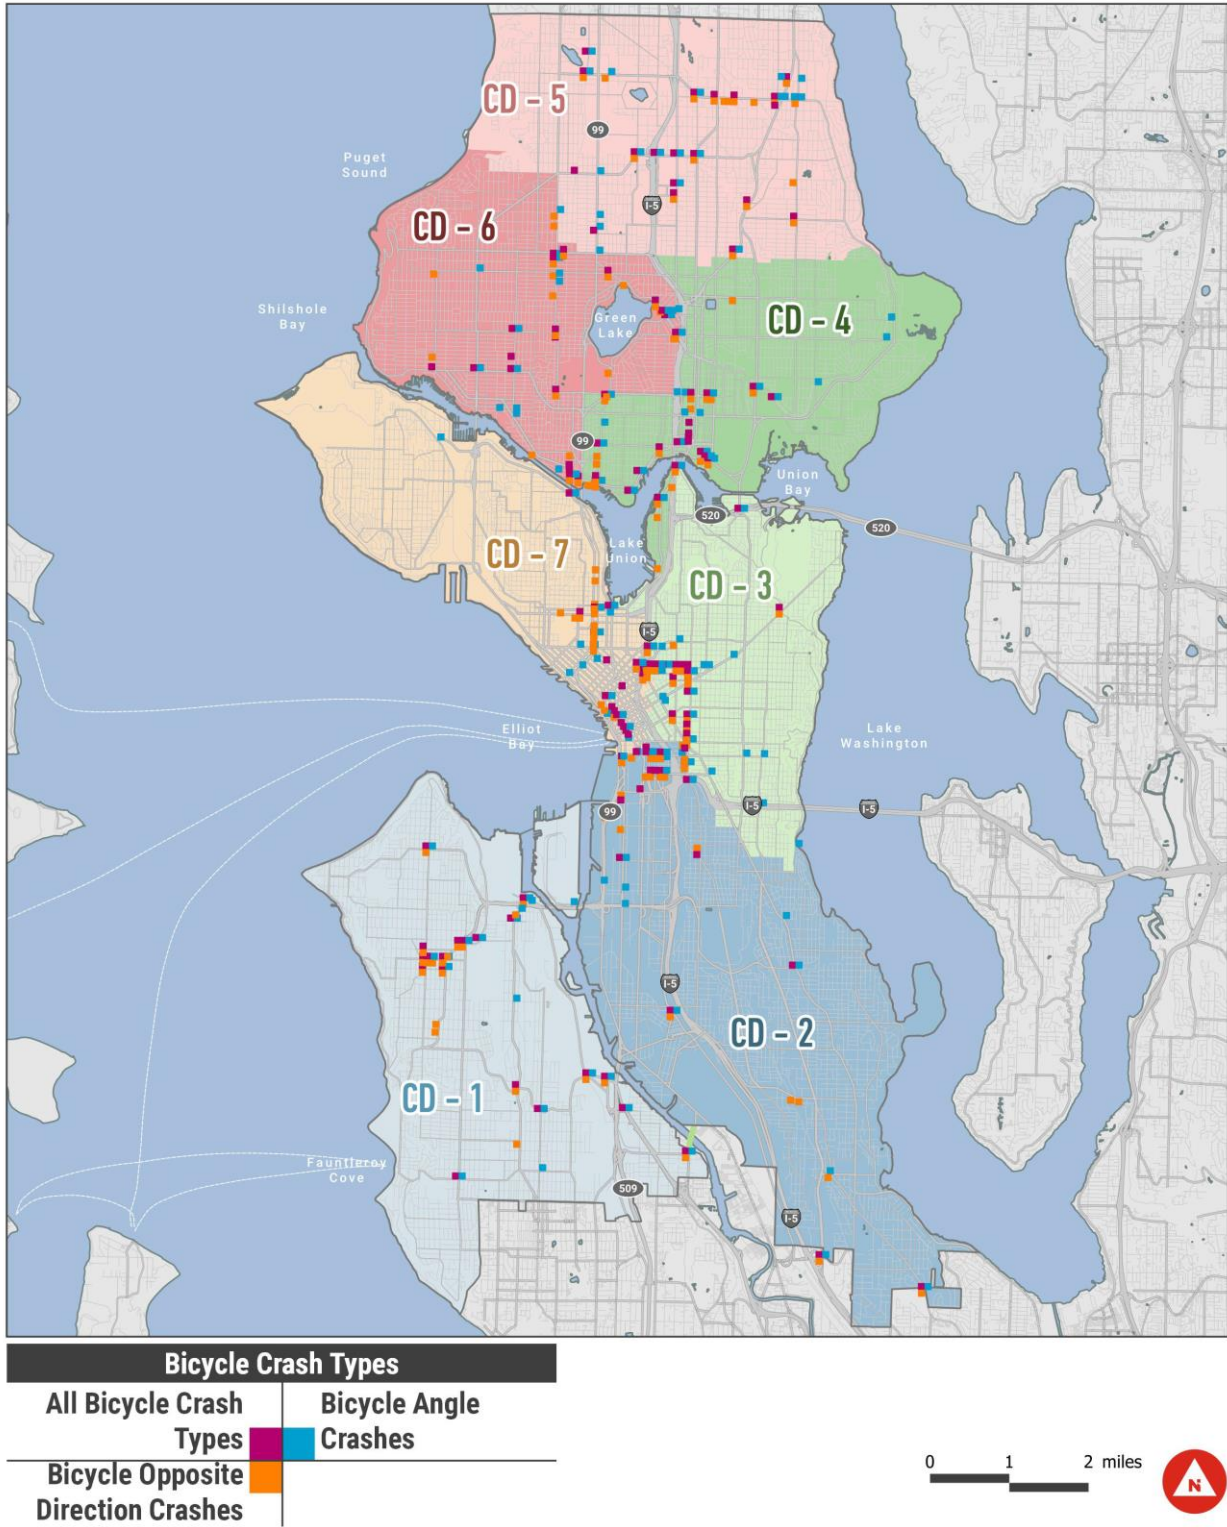 CD - 5
99
Puget
Sound
I-5
CD - 6
Shilshole
Bay
Green
Lake
CD - 4
99
Union
Bay
520
520
CD - 7
Lake
Union
CD - 3
I-5
Elliot
Bay
Lake
Washington
99
I-5
I-5
I-5
CD - 2
CD - 1
Fauntleroy
Cove
509
I-5
Bicycle Crash Types
All Bicycle Crash
Types
Bicycle Angle
Crashes
Bicycle Opposite
Direction Crashes
0 1 2 miles
N